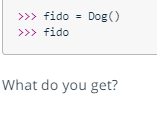 >>> fido = Dog()
>>> fido
What do you get?